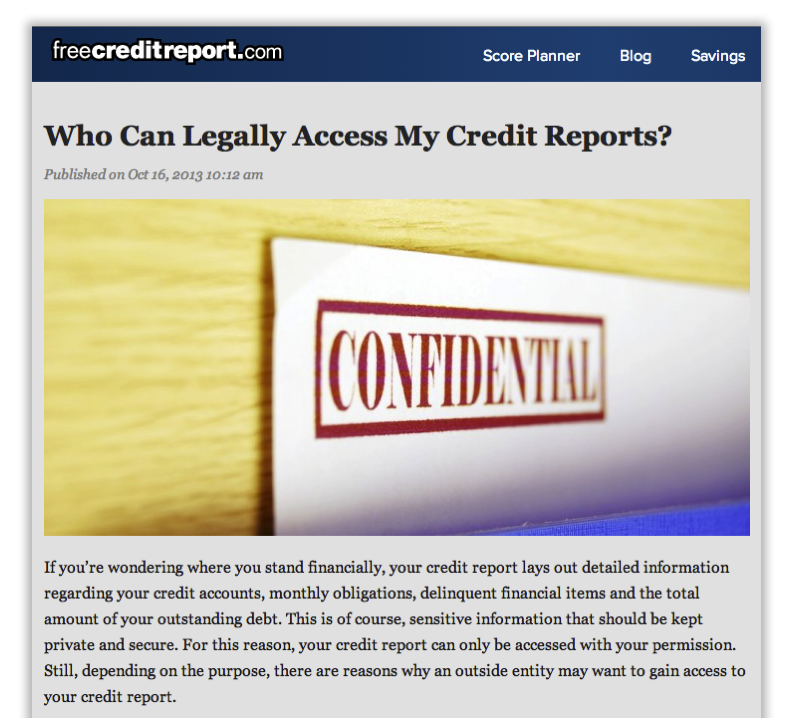 freecreditreport.com
Score Planner Blog Savings
Who Can Legally Access My Credit Reports?
Published on Oct 16, 2013 10:12 am
CONFIDENTIAL
If you're wondering where you stand financially, your credit report lays out detailed information
regarding your credit accounts, monthly obligations, delinquent financial items and the total
amount of your outstanding debt. This is of course, sensitive information that should be kept
private and secure. For this reason, your credit report can only be accessed with your permission.
Still, depending on the purpose, there are reasons why an outside entity may want to gain access to
your credit report.